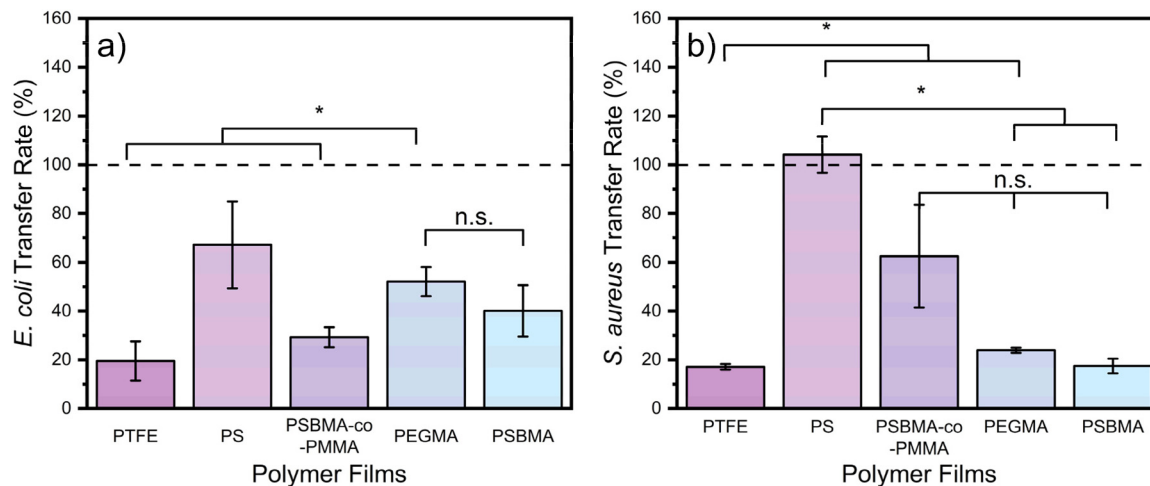 a)
E. coli Transfer Rate (%)
160
140
120
100
80
60
40
20
0
*
n.s.
PTFE
PS
PSBMA-co
-PMMA
PEGMA
PSBMA
Polymer Films
b)
S. aureus Transfer Rate (%)
160
140
120
100
80
60
40
20
0
*
*
n.s.
PTFE
PS
PSBMA-co
-PMMA
PEGMA
PSBMA
Polymer Films